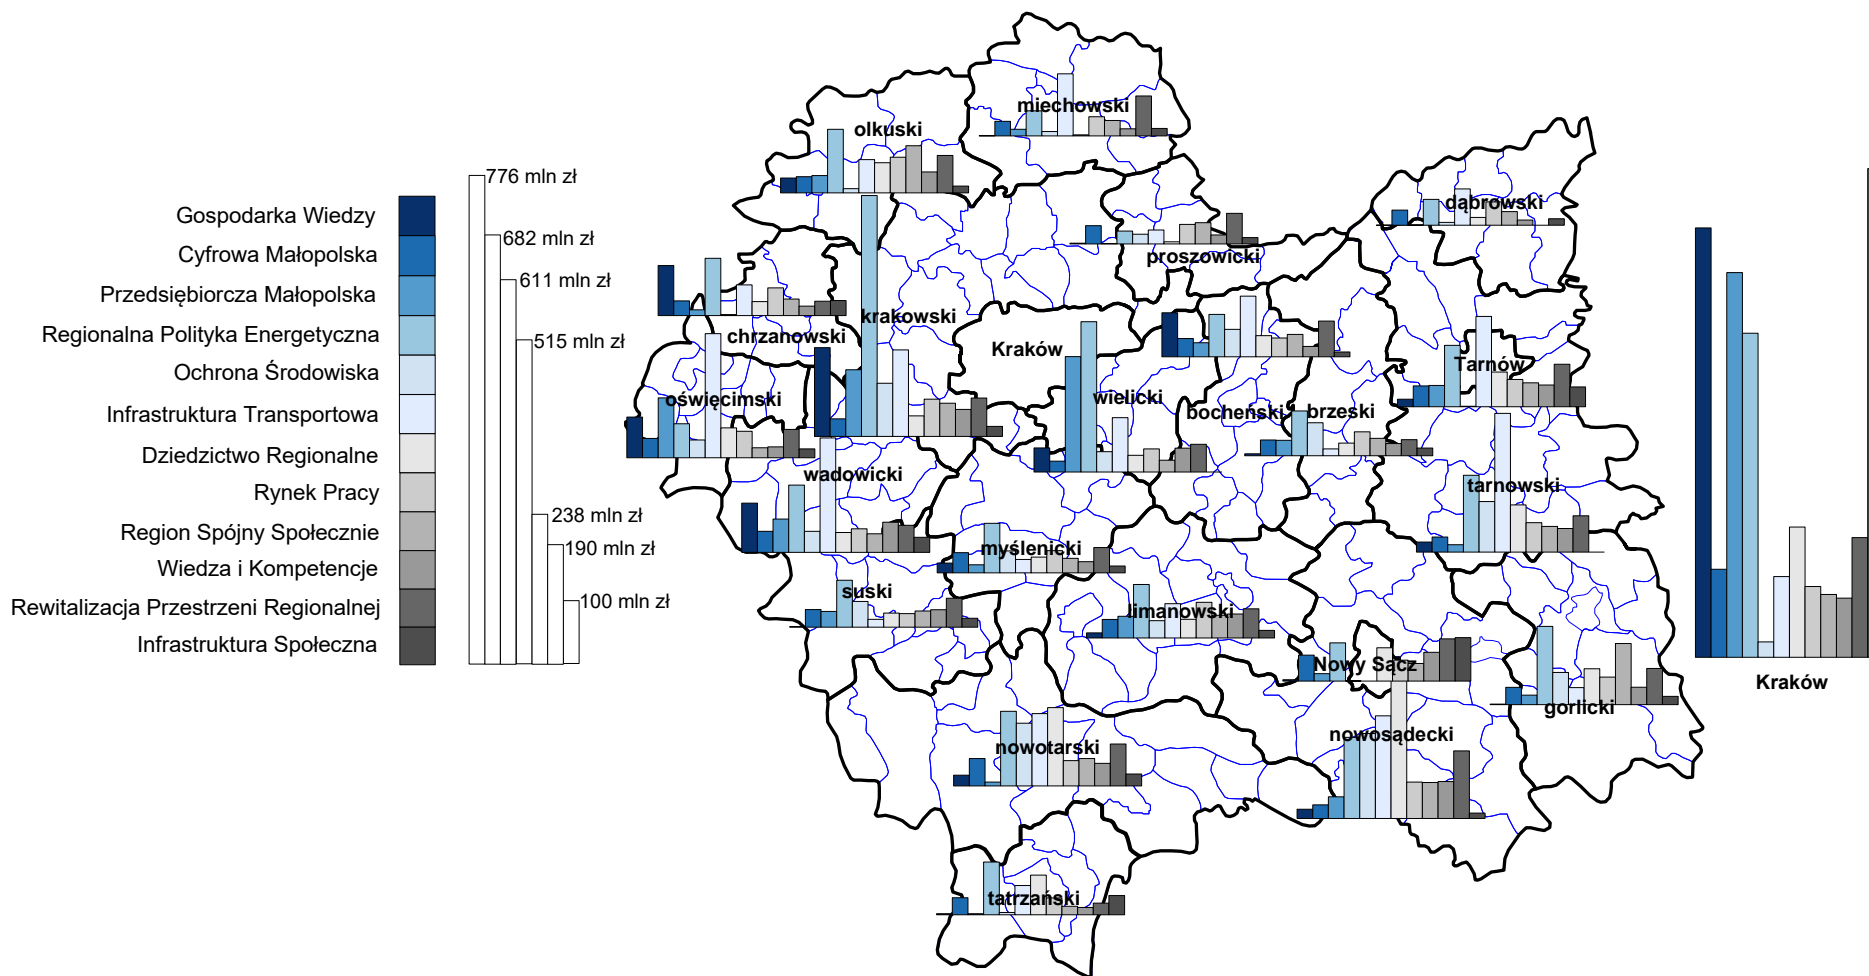 Gospodarka Wiedzy
Cyfrowa Małopolska
Przedsiębiorcza Małopolska
Regionalna Polityka Energetyczna
Ochrona Środowiska
Infrastruktura Transportowa
Dziedzictwo Regionalne
Rynek Pracy
Region Spójny Społecznie
Wiedza i Kompetencje
Rewitalizacja Przestrzeni Regionalnej
Infrastruktura Społeczna
776 mln zł
682 mln zł
611 mln zł
515 mln zł
238 mln zł
190 mln zł
100 mln zł
miechowski
olkuski
dąbrowski
proszowicki
krakowski
chrzanowski
Kraków
Tarnów
oświęcimski
wielicki
bocheński
brzeski
wadowicki
tarnowski
myślenicki
suski
limanowski
Nowy Sącz
gorlicki
nowosądecki
nowotarski
tatrzański
Kraków